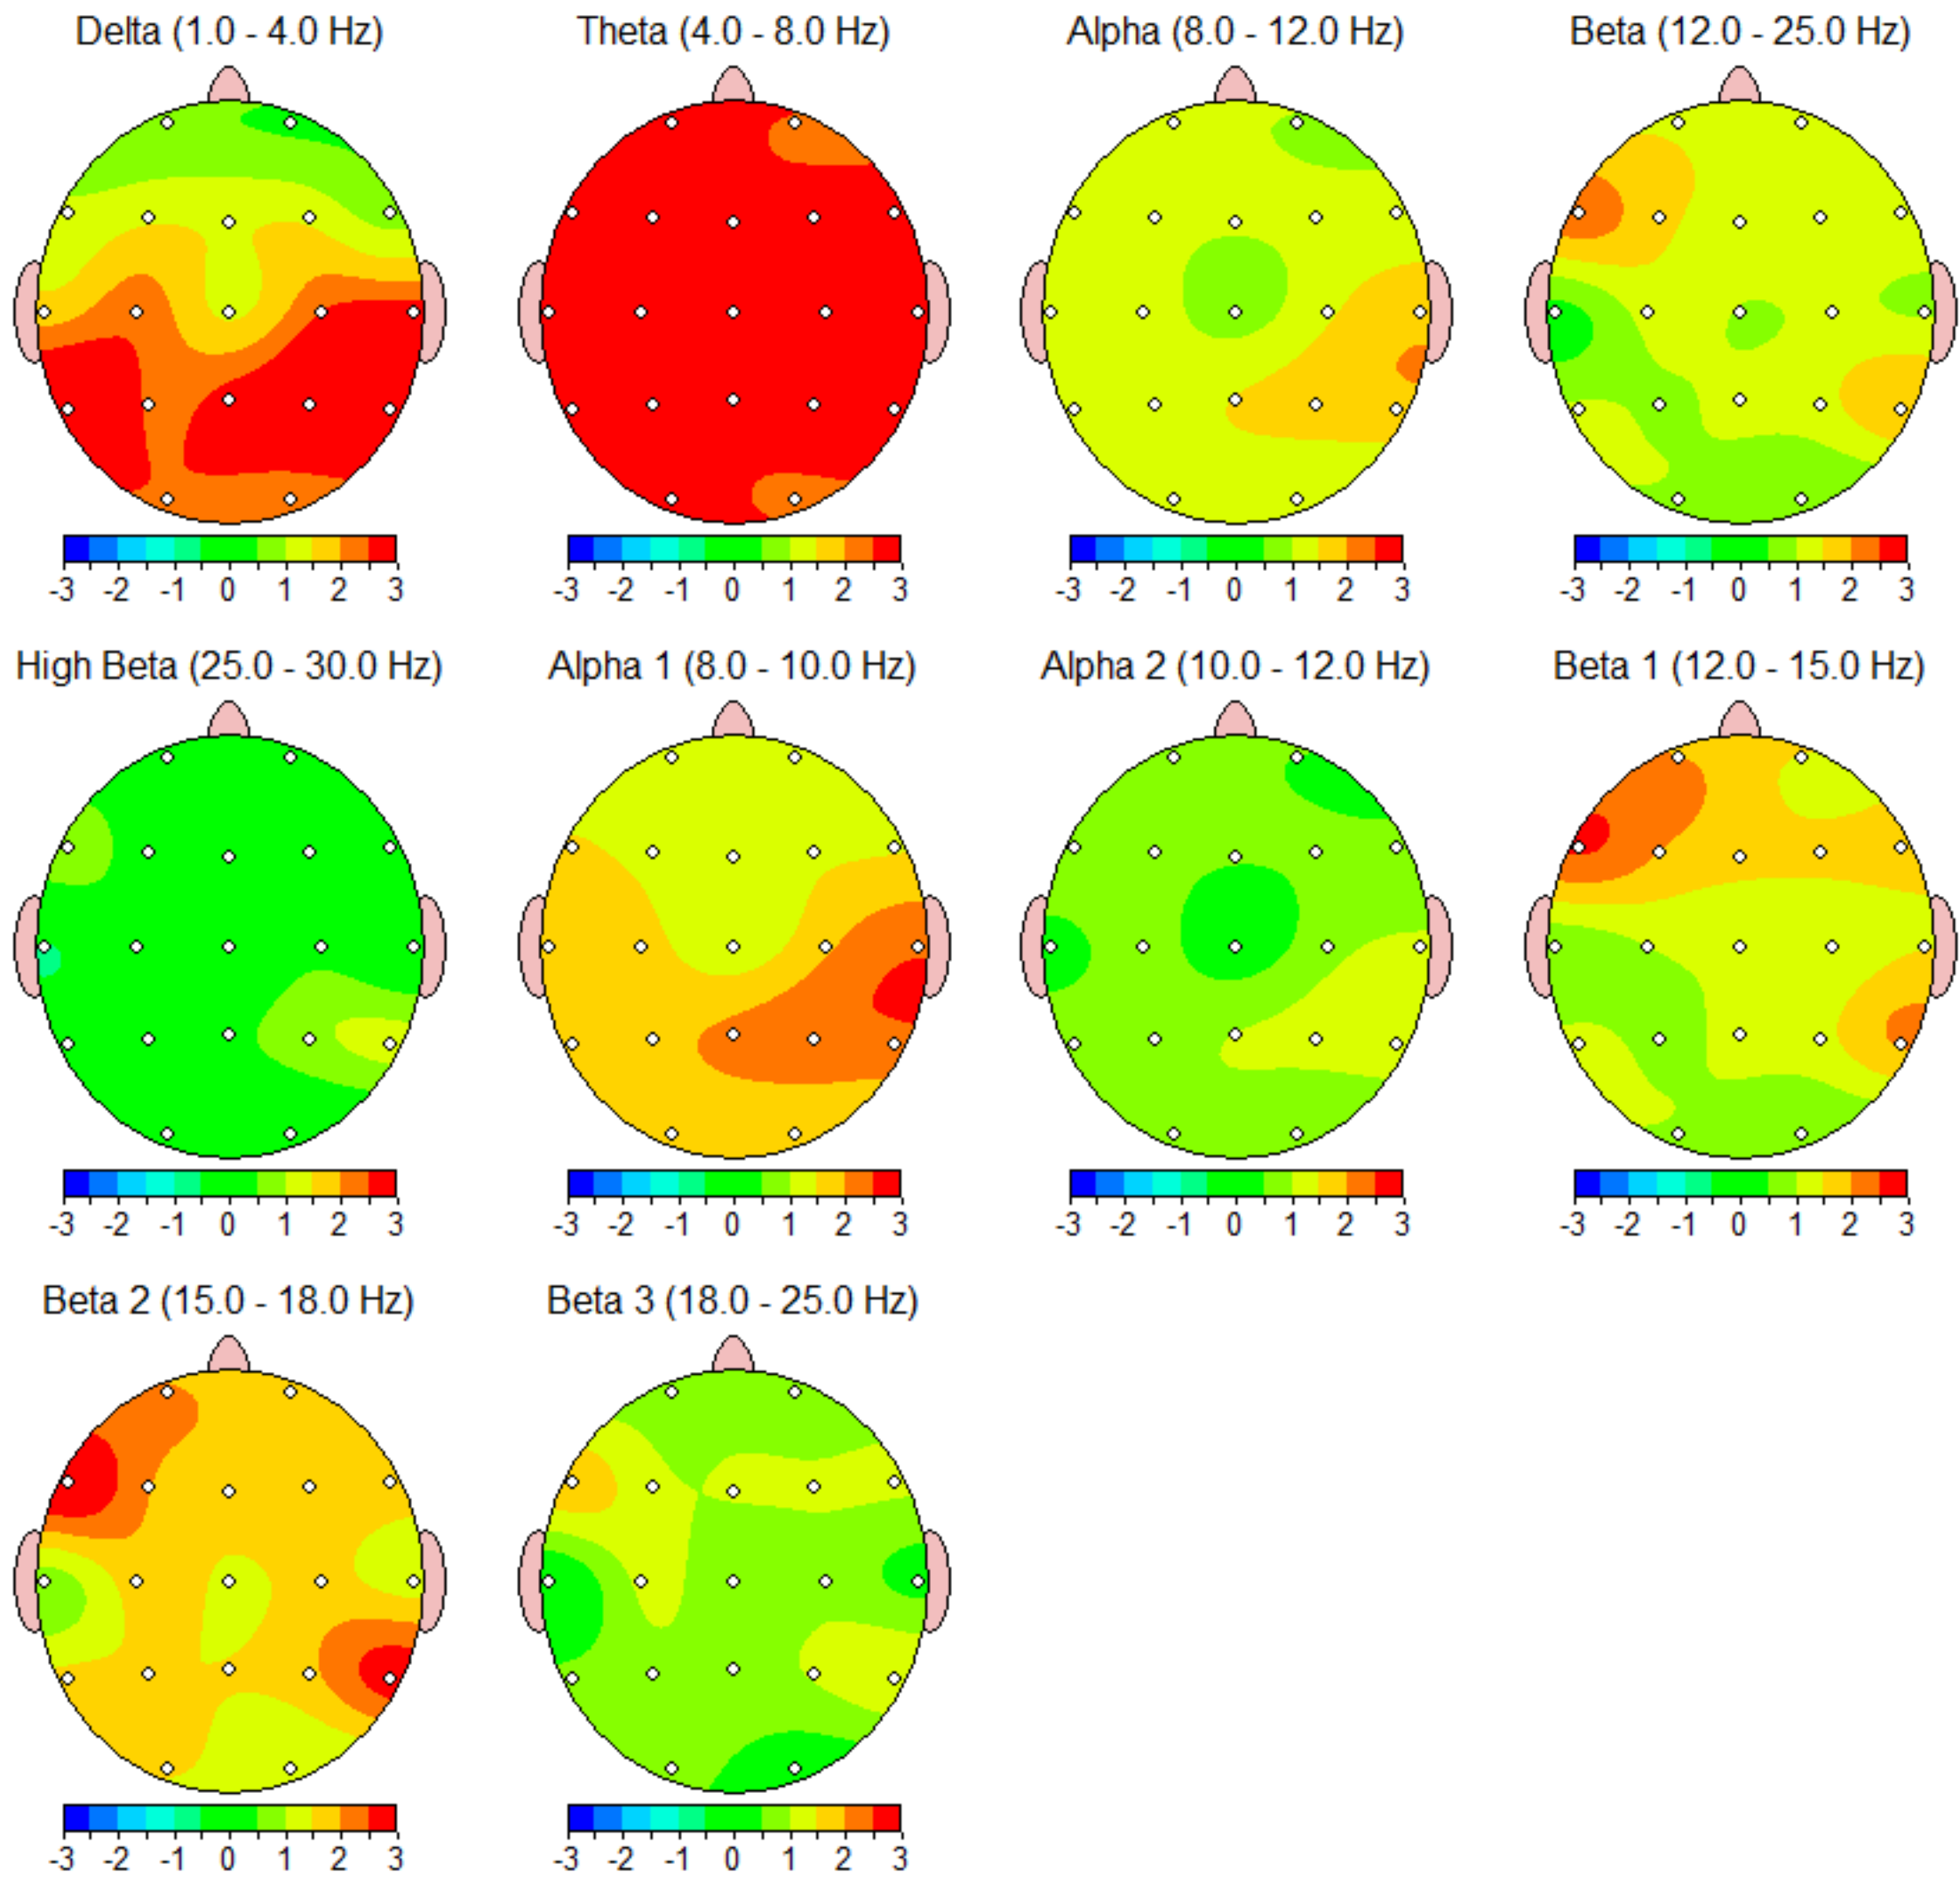 Delta (1.0 - 4.0 Hz) Theta (4.0 - 8.0 Hz) Alpha (8.0 - 12.0 Hz) Beta (12.0 - 25.0 Hz)
-3 -2 -1 0 1 2 3 -3 -2 -1 0 1 2 3 -3 -2 -1 0 1 2 3 -3 -2 -1 0 1 2 3
High Beta (25.0 - 30.0 Hz) Alpha 1 (8.0 - 10.0 Hz) Alpha 2 (10.0 - 12.0 Hz) Beta 1 (12.0 - 15.0 Hz)
-3 -2 -1 0 1 2 3 -3 -2 -1 0 1 2 3 -3 -2 -1 0 1 2 3 -3 -2 -1 0 1 2 3
Beta 2 (15.0 - 18.0 Hz) Beta 3 (18.0 - 25.0 Hz)
-3 -2 -1 0 1 2 3 -3 -2 -1 0 1 2 3